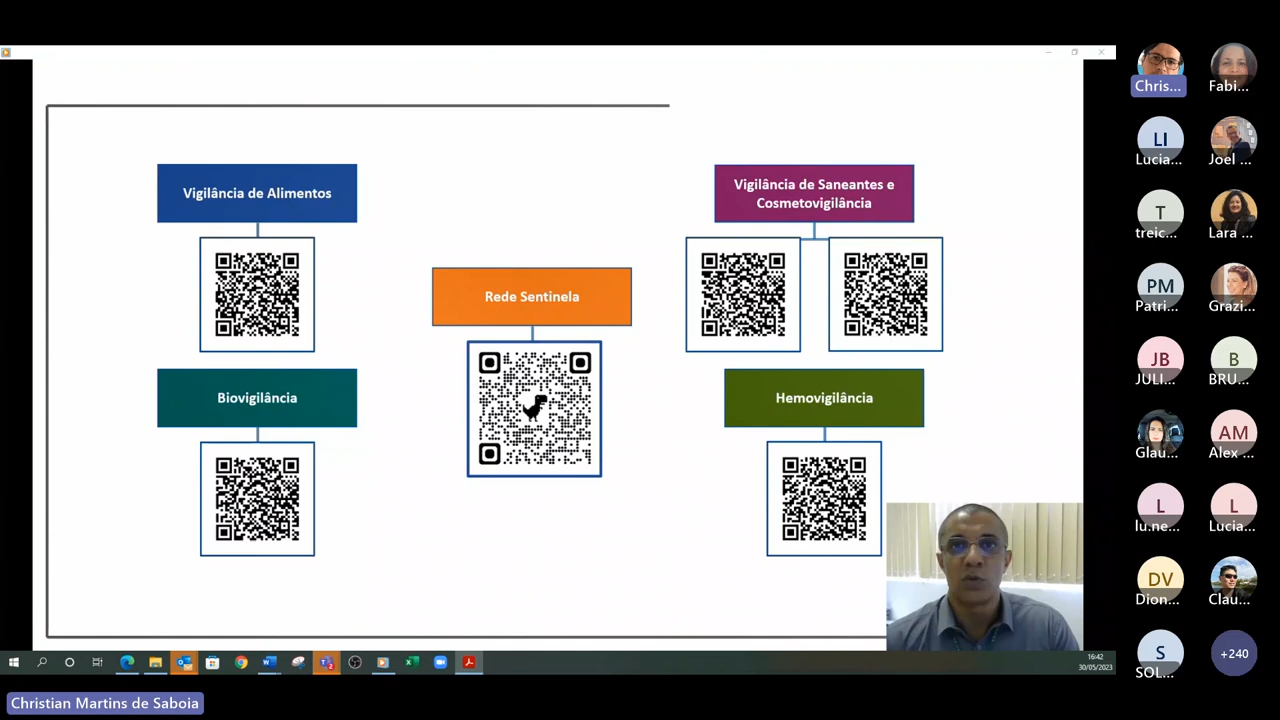 Vigilância de Alimentos
Vigilância de Saneantes e
Cosmetovigilância
Rede Sentinela
Biovigilância
Hemovigilância
Chris...
Fabi...
LI
Lucia...
Joel ...
T
treic...
Lara ...
PM
Patri...
Grazi...
JB
JULI...
B
BRU...
Glau...
AM
Alex ...
L
lu.ne...
L
Lucia...
DV
Dion...
Clau...
S
SOL...
+240
16:42
30/05/2023
Christian Martins de Saboia